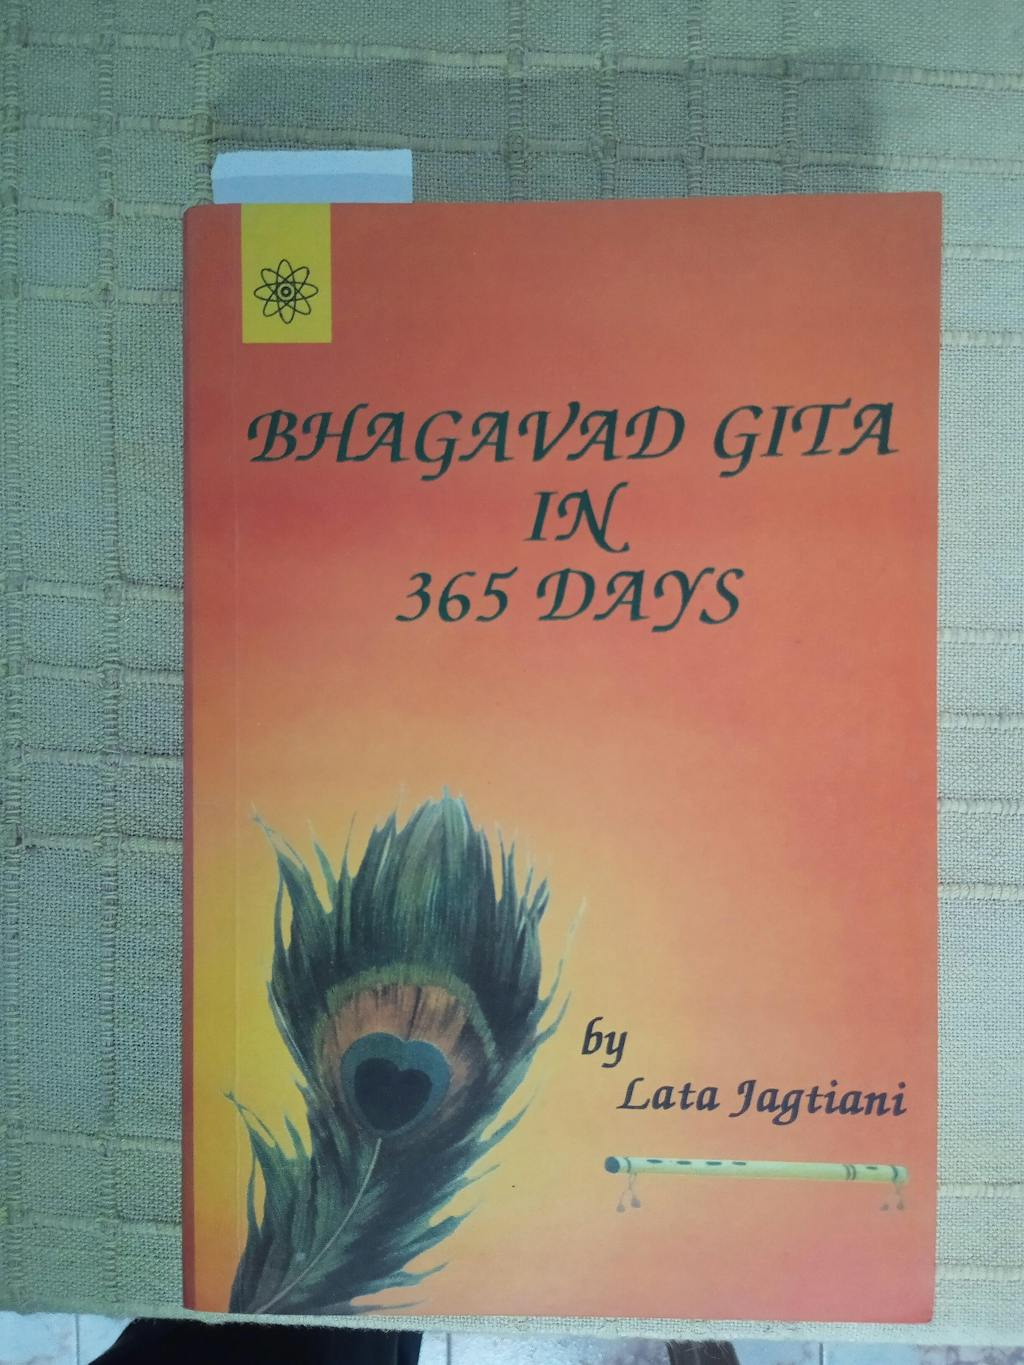 BHAGAVAD GITA
IN
365 DAYS
by
Lata Jagtiani